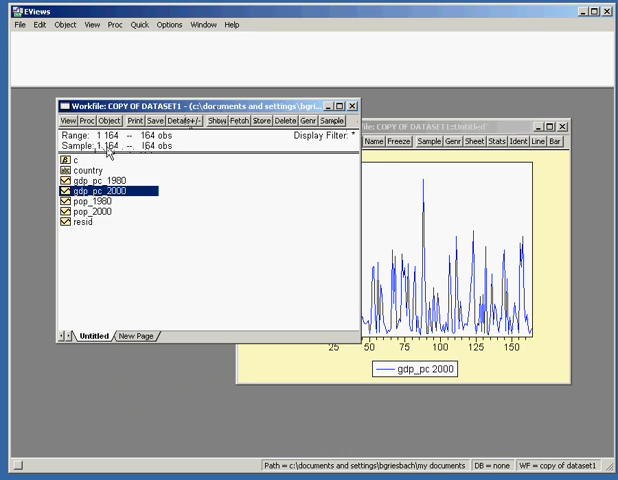 EViews
File Edit Object View Proc Quick Options Window Help
Workfile: COPY OF DATASET1 - (c:\documents and settings\bgri...
View Proc Object Print Save Details+/- Show Fetch Store Delete Genr Sample
Range: 1 164 -- 164 obs Display Filter: *
Sample: 1 164 -- 164 obs
c
country
gdp_pc_1980
gdp_pc_2000
pop_1980
pop_2000
resid
Untitled New Page
file: COPY OF DATASET1::Untitled\
Name Freeze Sample Genr Sheet Stats Ident Line Bar
25 50 75 100 125 150
gdp_pc 2000
Path = c:\documents and settings\bgriesbach\my documents DB = none WF = copy of dataset1